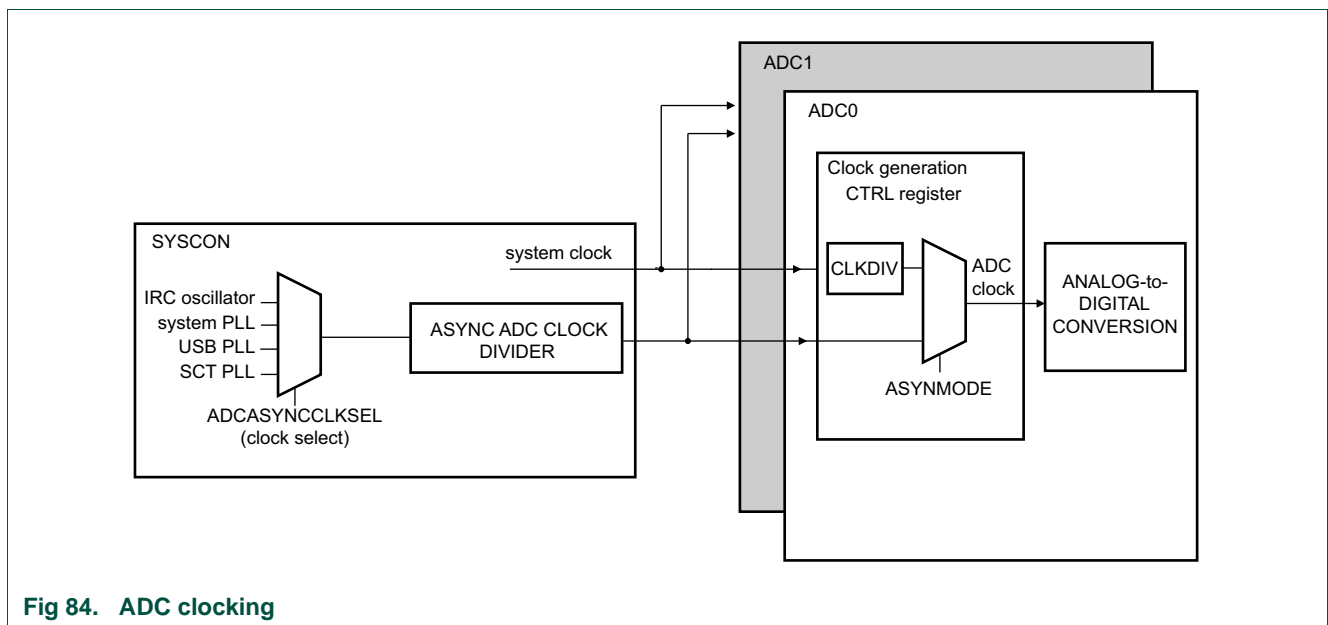 ADC1
ADC0
Clock generation
CTRL register
SYSCON
system clock
CLKDIV
ADC
clock
ANALOG-to-
DIGITAL
CONVERSION
IRC oscillator
system PLL
USB PLL
SCT PLL
ASYNC ADC CLOCK
DIVIDER
ASYNMODE
ADCASYNCCLKSEL
(clock select)
Fig 84. ADC clocking